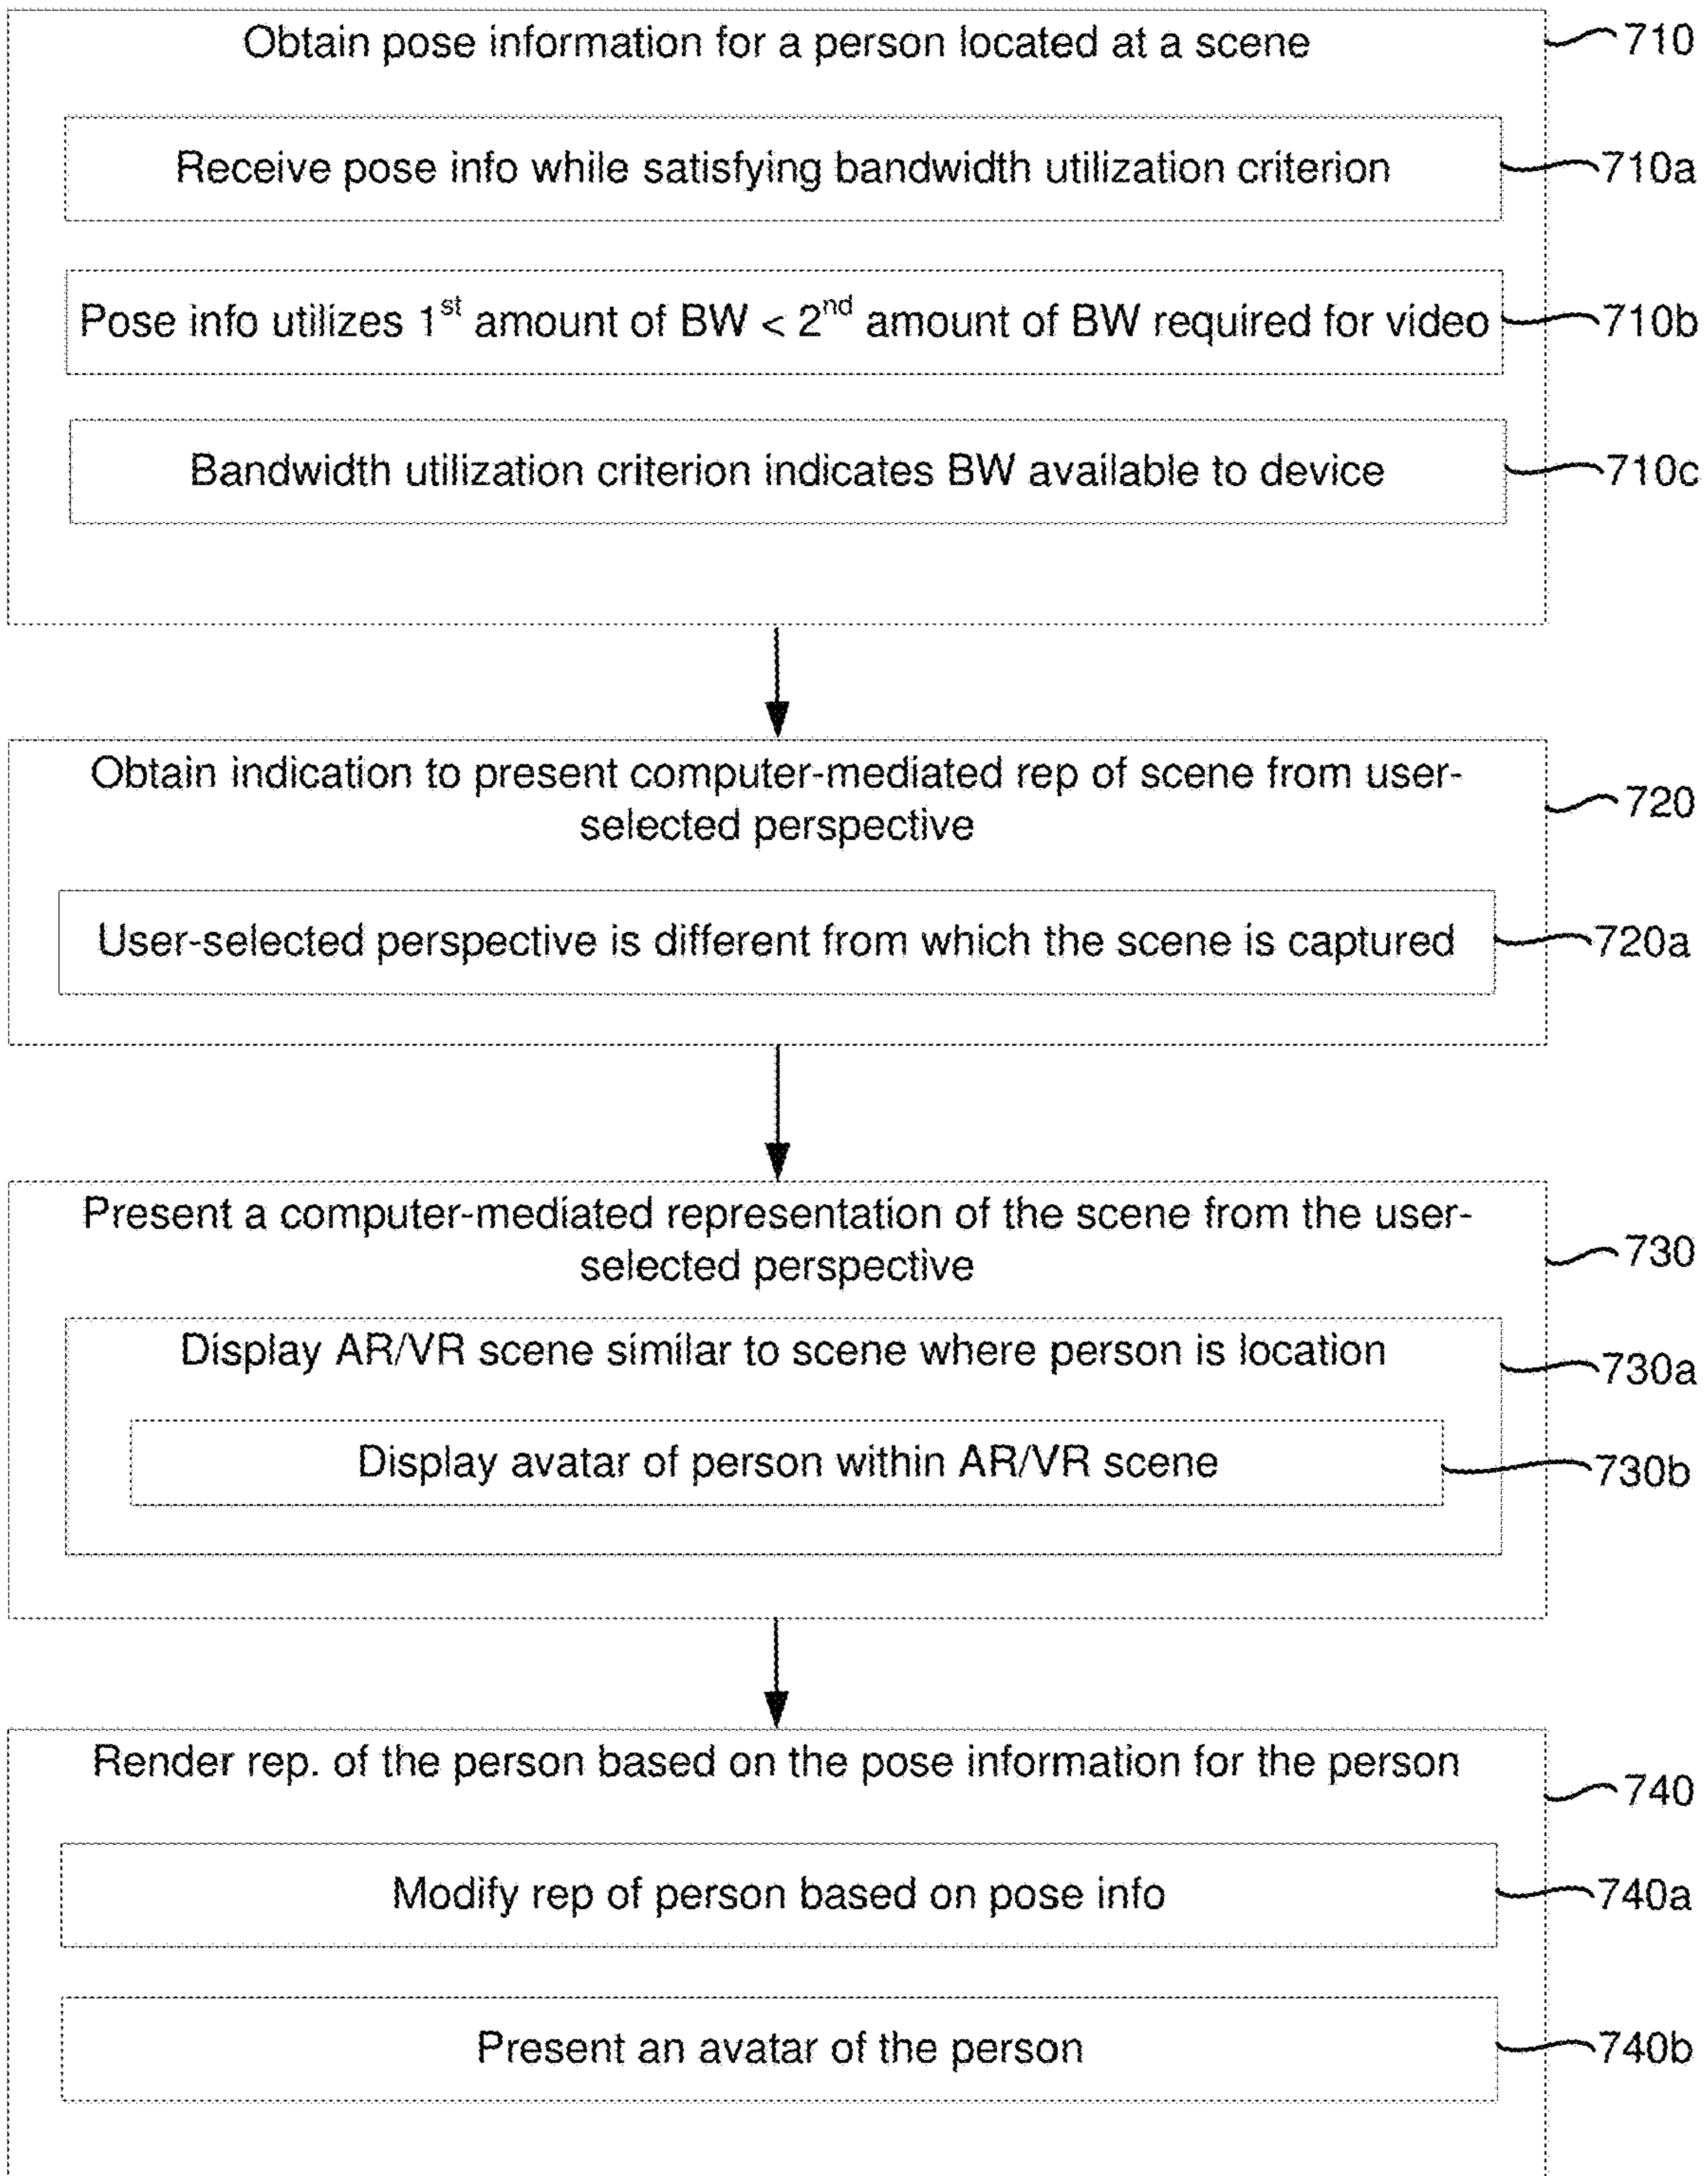 Obtain pose information for a person located at a scene
710
Receive pose info while satisfying bandwidth utilization criterion
710a
Pose info utilizes 1st amount of BW < 2nd amount of BW required for video
710b
Bandwidth utilization criterion indicates BW available to device
710c
Obtain indication to present computer-mediated rep of scene from user-
selected perspective
720
User-selected perspective is different from which the scene is captured
720a
Present a computer-mediated representation of the scene from the user-
selected perspective
730
Display AR/VR scene similar to scene where person is location
730a
Display avatar of person within AR/VR scene
730b
Render rep. of the person based on the pose information for the person
740
Modify rep of person based on pose info
740a
Present an avatar of the person
740b